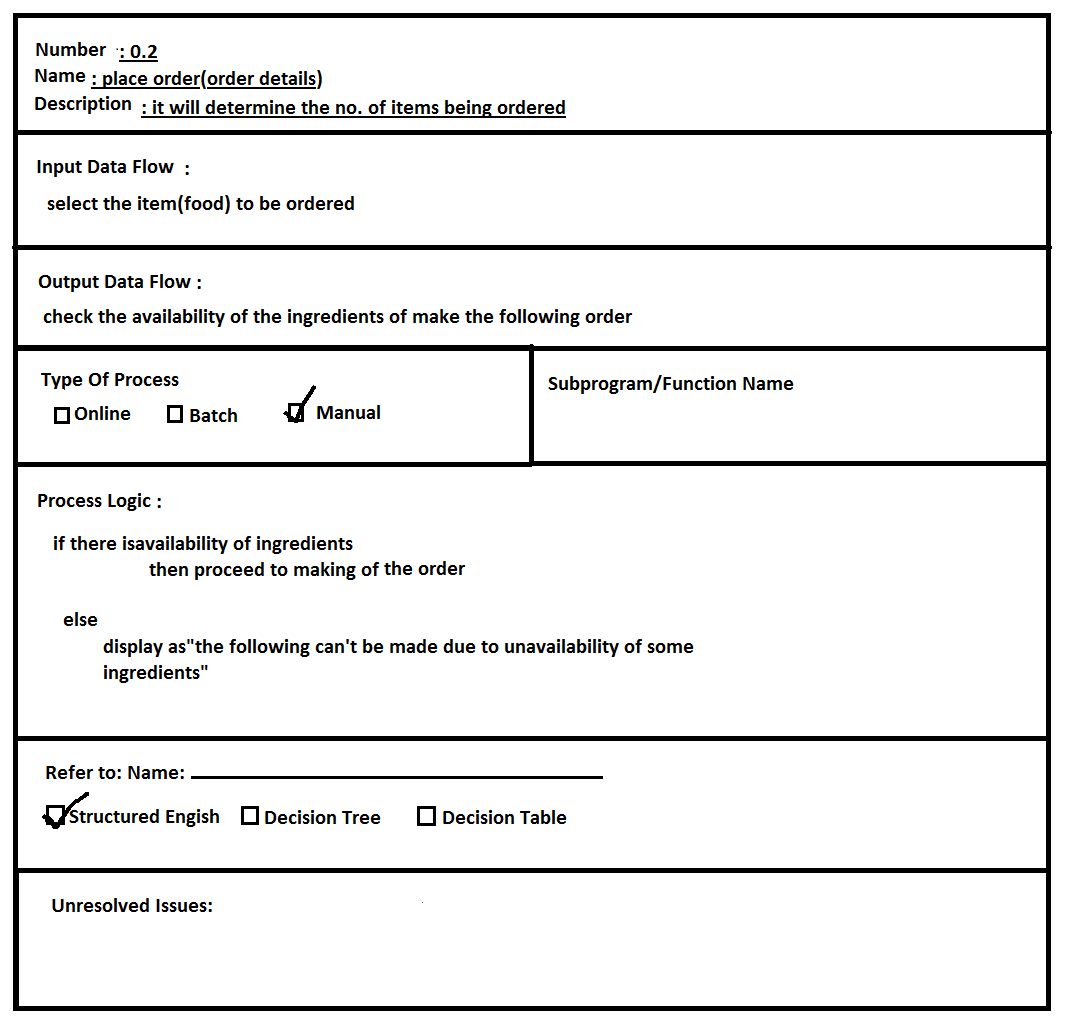 Number : 0.2
Name : place order(order details)
Description : it will determine the no. of items being ordered
Input Data Flow :
select the item(food) to be ordered
Output Data Flow :
check the availability of the ingredients of make the following order
Type Of Process
Online Batch Manual
Subprogram/Function Name
Process Logic :
if there isavailability of ingredients
then proceed to making of the order
else
display as"the following can't be made due to unavailability of some
ingredients"
Refer to: Name:
Structured Engish Decision Tree Decision Table
Unresolved Issues: